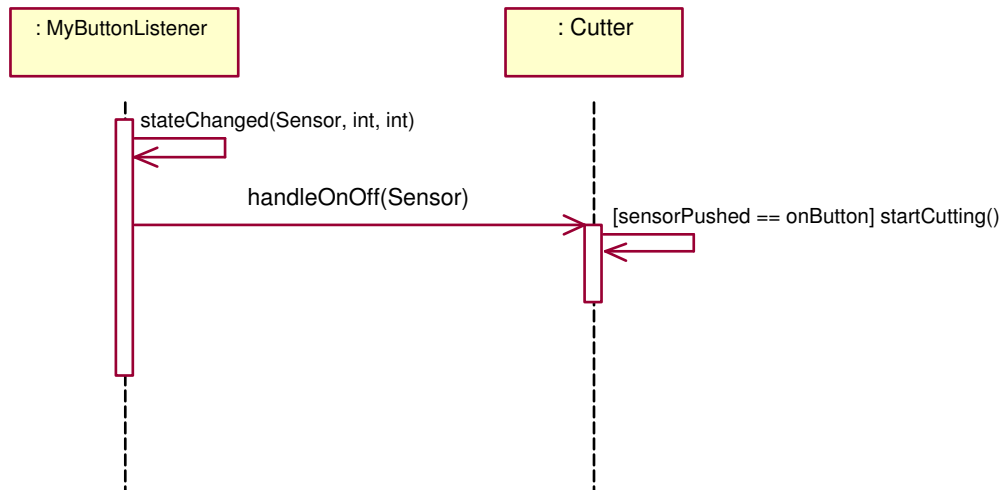 : MyButtonListener
: Cutter
stateChanged(Sensor, int, int)
handleOnOff(Sensor)
[sensorPushed == onButton] startCutting()